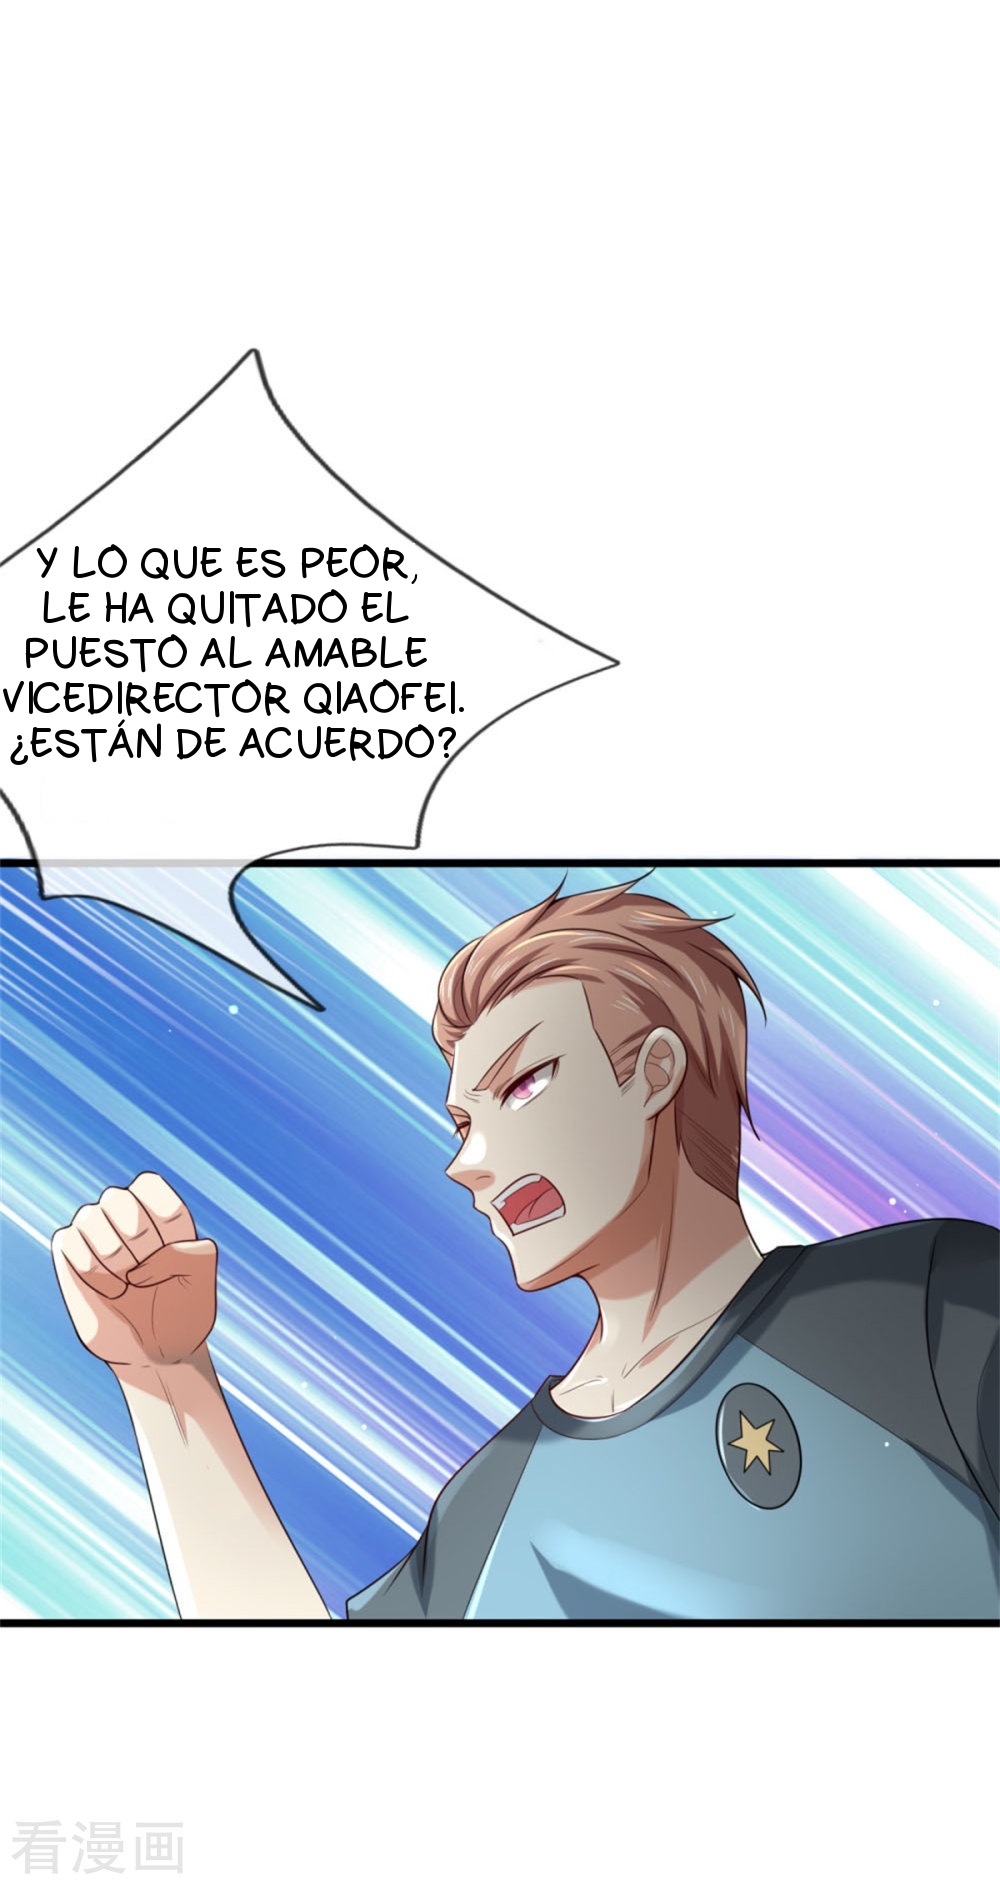 Y LO QUE ES PEOR,
LE HA QUITADO EL
PUESTO AL AMABLE
VICEDIRECTOR QIAOFEI.
¿ESTÁN DE ACUERDO?
看漫画